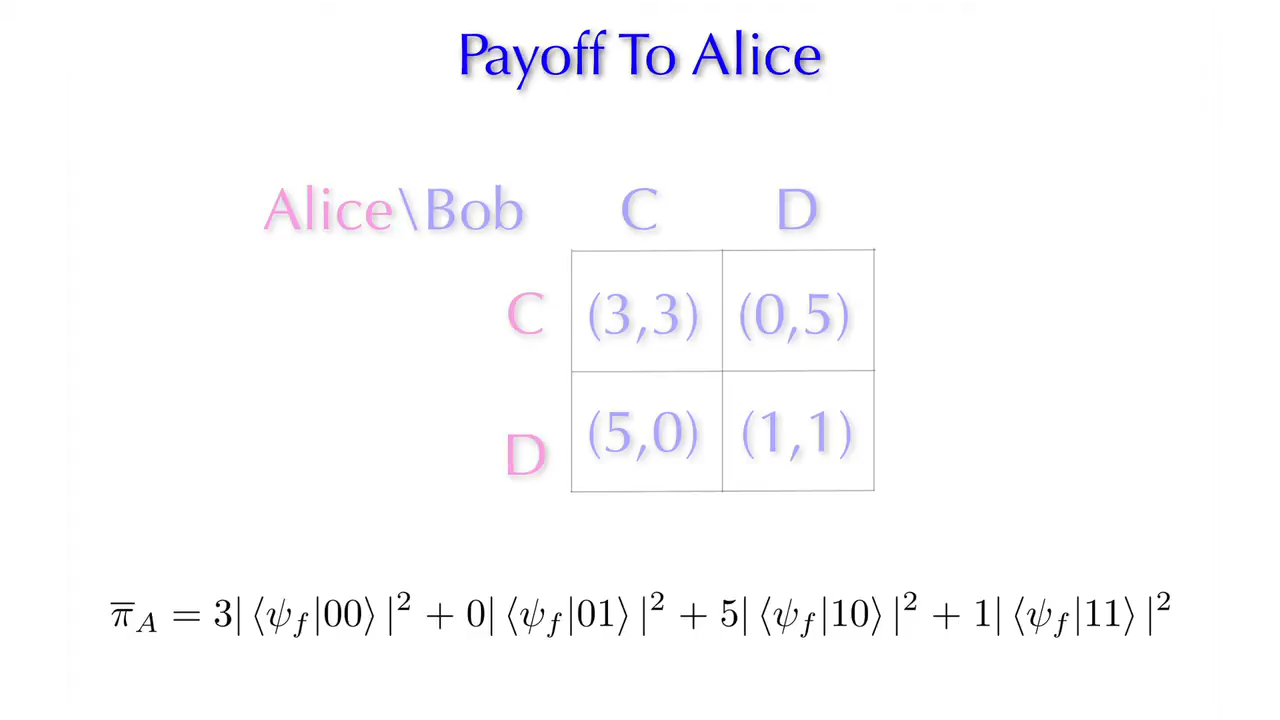 Payoff To Alice
Alice\Bob C D
C (3,3) (0,5)
D (5,0) (1,1)
π̅_A = 3| ⟨ψ_f|00⟩ |² + 0| ⟨ψ_f|01⟩ |² + 5| ⟨ψ_f|10⟩ |² + 1| ⟨ψ_f|11⟩ |²